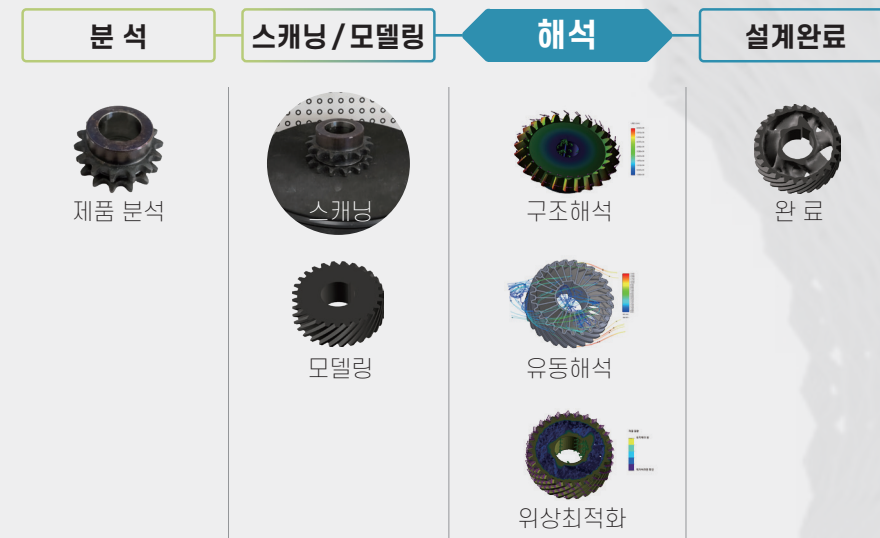 분 석
스캐닝 / 모델링
해석
설계완료
제품 분석
스캐닝
모델링
구조해석
유동해석
위상최적화
완 료